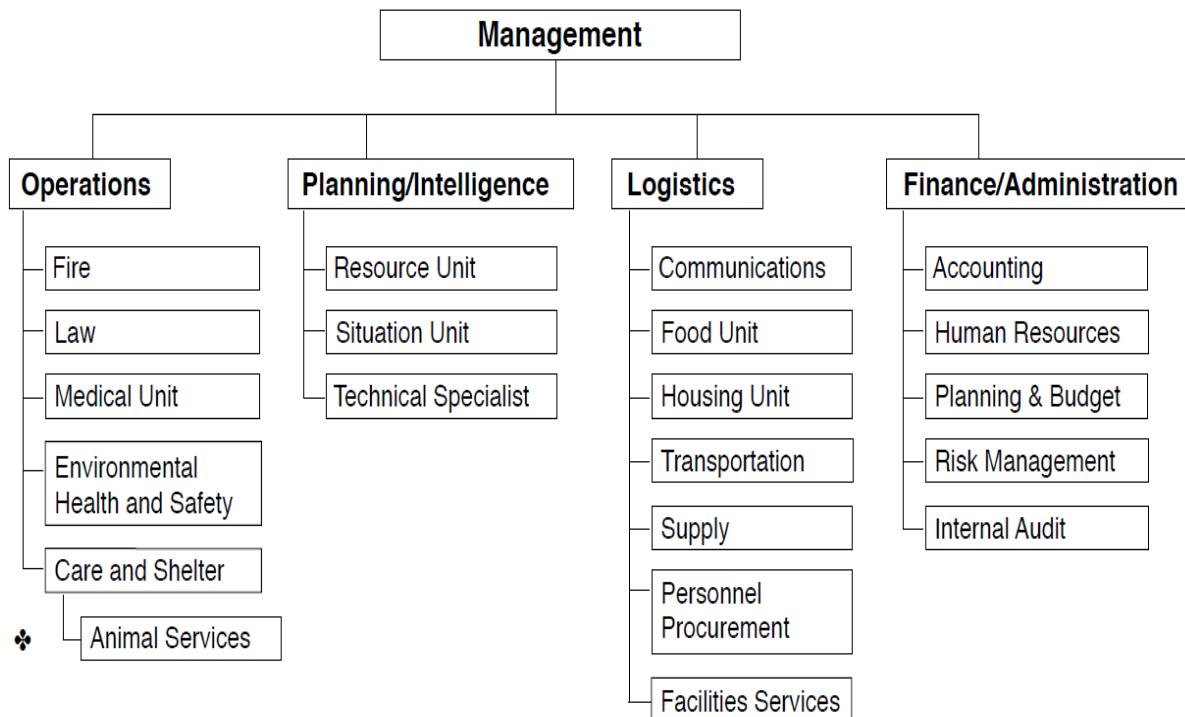 Management
Operations
Fire
Law
Medical Unit
Environmental
Health and Safety
Care and Shelter
Animal Services
Planning/Intelligence
Resource Unit
Situation Unit
Technical Specialist
Logistics
Communications
Food Unit
Housing Unit
Transportation
Supply
Personnel
Procurement
Facilities Services
Finance/Administration
Accounting
Human Resources
Planning & Budget
Risk Management
Internal Audit